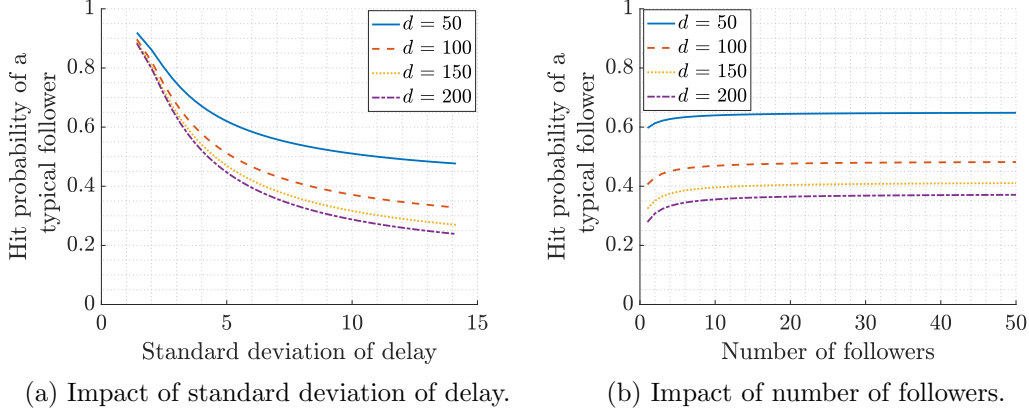 Hit probability of a
typical follower
1
0.8
0.6
0.4
0.2
0
0
5
10
15
Standard deviation of delay
d = 50
d = 100
d = 150
d = 200
(a) Impact of standard deviation of delay.
Hit probability of a
typical follower
1
0.8
0.6
0.4
0.2
0
0
10
20
30
40
50
Number of followers
d = 50
d = 100
d = 150
d = 200
(b) Impact of number of followers.